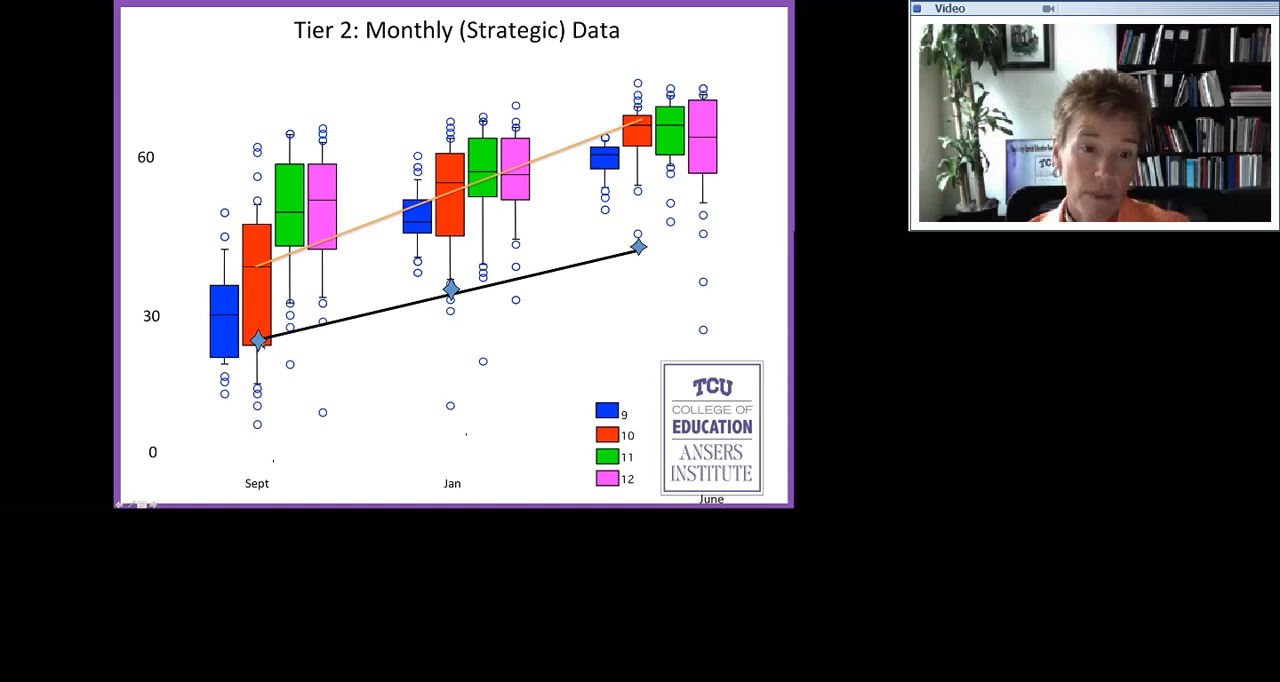 Tier 2: Monthly (Strategic) Data
60
30
0
Sept
Jan
June
9
10
11
12
TCU
COLLEGE OF
EDUCATION
ANSERS
INSTITUTE
Video
TCU